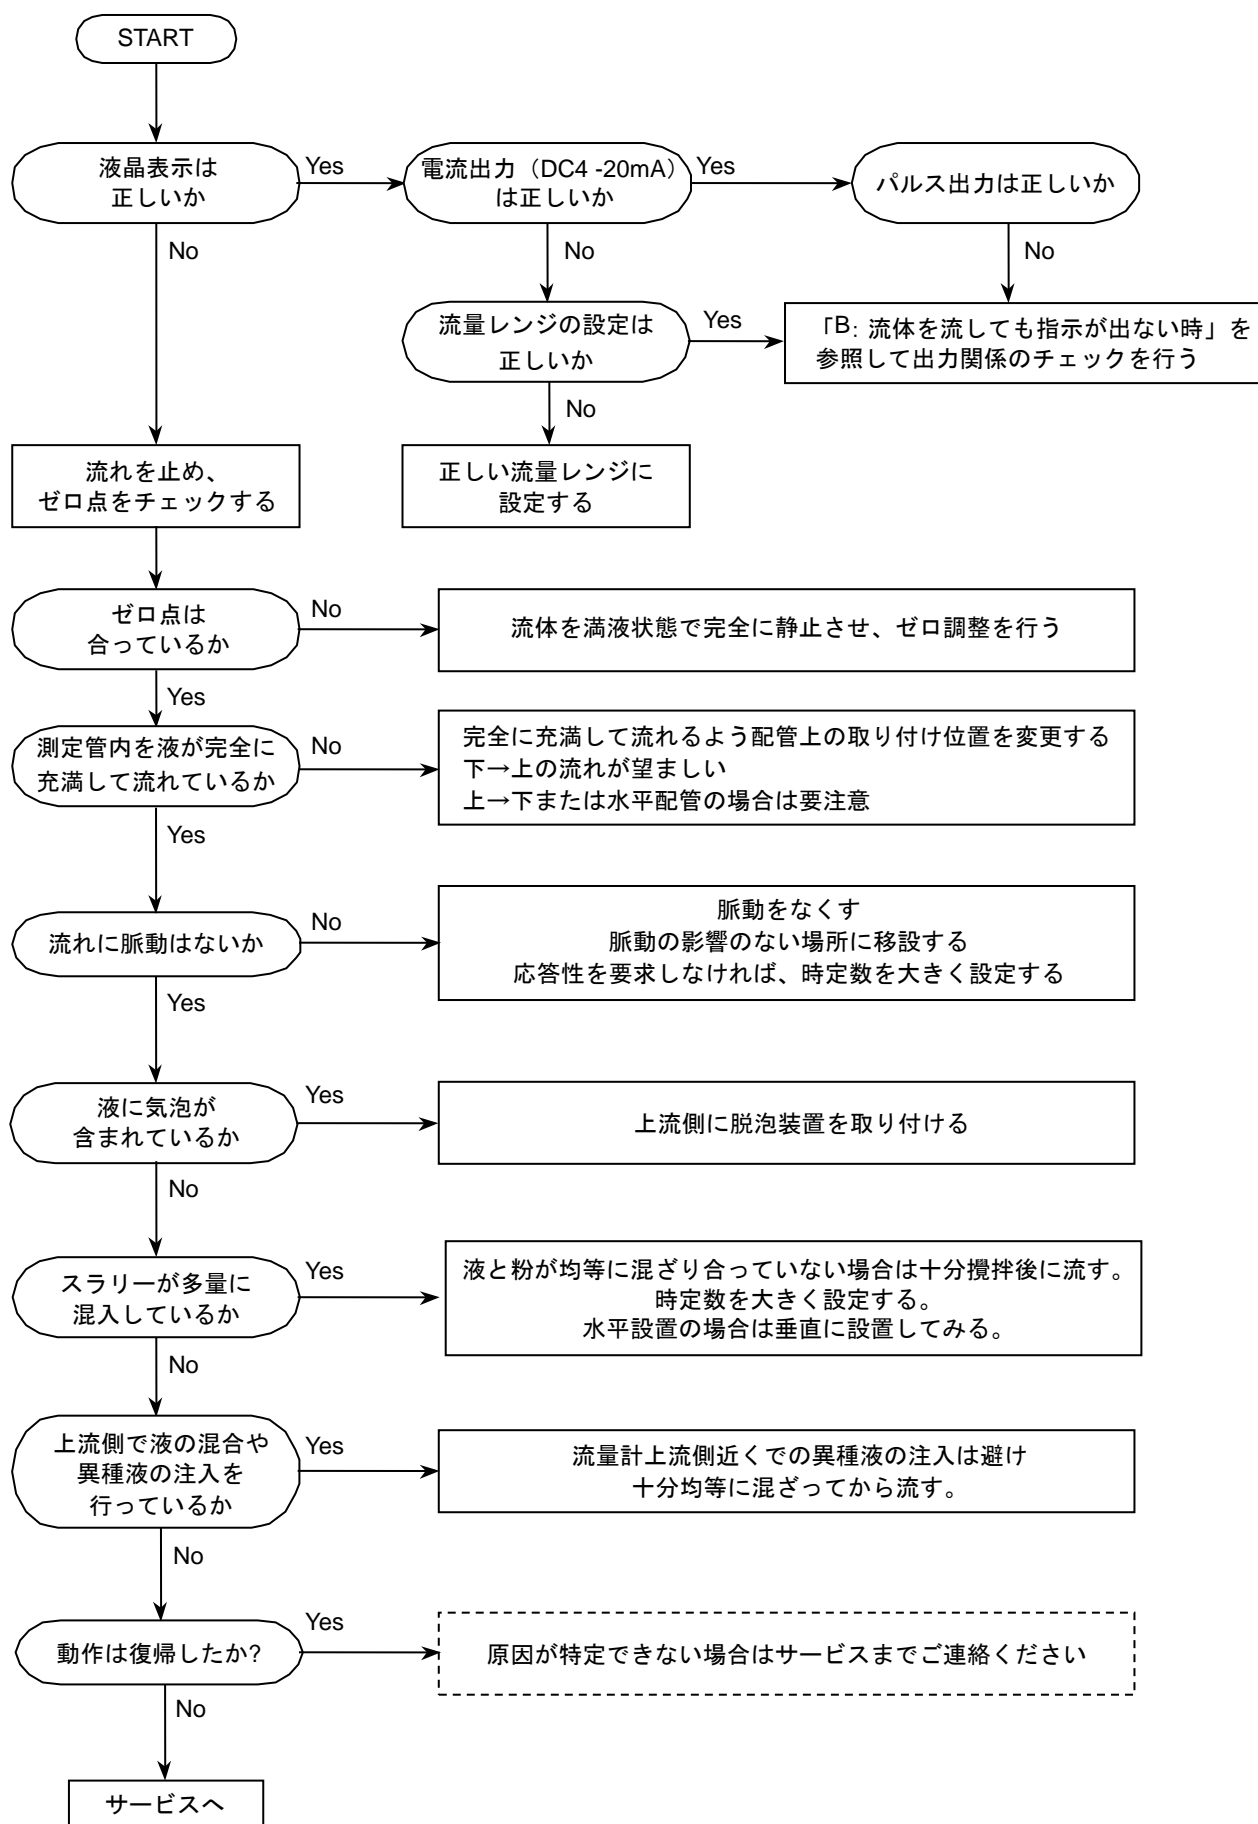 START
液晶表示は
正しいか
Yes
電流出力（DC4 -20mA）
は正しいか
Yes
パルス出力は正しいか
No
No
No
流量レンジの設定は
正しいか
Yes
「B: 流体を流しても指示が出ない時」を
参照して出力関係のチェックを行う
No
流れを止め、
ゼロ点をチェックする
正しい流量レンジに
設定する
ゼロ点は
合っているか
No
流体を満液状態で完全に静止させ、ゼロ調整を行う
Yes
測定管内を液が完全に
充満して流れているか
No
完全に充満して流れるよう配管上の取り付け位置を変更する
下→上の流れが望ましい
上→下または水平配管の場合は要注意
Yes
流れに脈動はないか
No
脈動をなくす
脈動の影響のない場所に移設する
応答性を要求しなければ、時定数を大きく設定する
Yes
液に気泡が
含まれているか
Yes
上流側に脱泡装置を取り付ける
No
スラリーが多量に
混入しているか
Yes
液と粉が均等に混ざり合っていない場合は十分攪拌後に流す。
時定数を大きく設定する。
水平設置の場合は垂直に設置してみる。
No
上流側で液の混合や
異種液の注入を
行っているか
Yes
流量計上流側近くでの異種液の注入は避け
十分均等に混ざってから流す。
No
動作は復帰したか?
Yes
原因が特定できない場合はサービスまでご連絡ください
No
サービスへ